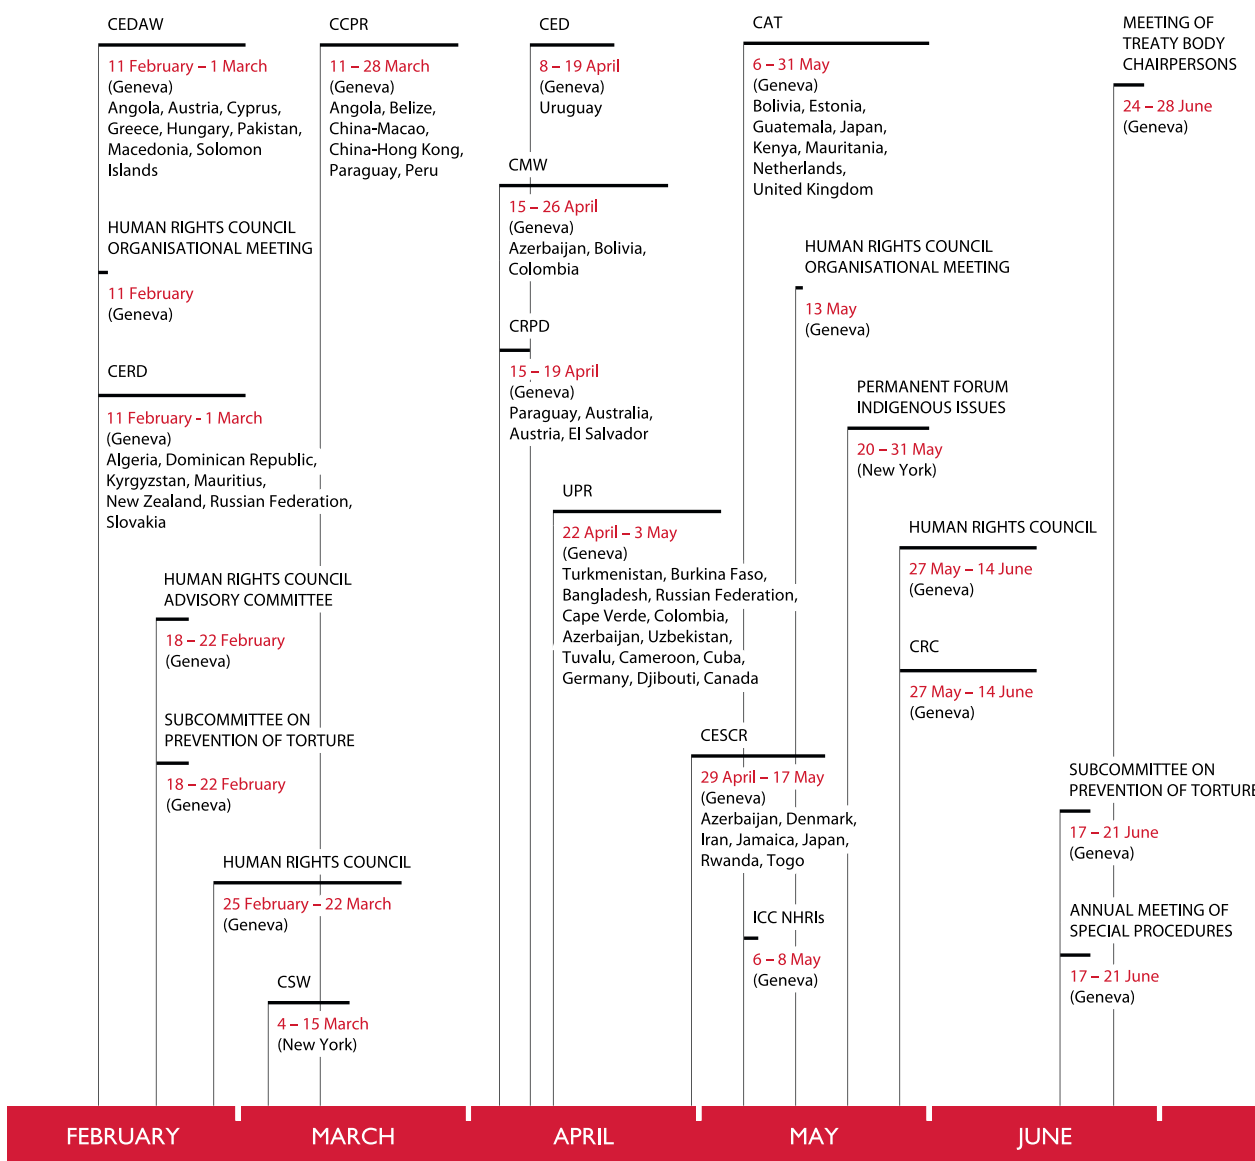 CEDAW
11 February – 1 March
(Geneva)
Angola, Austria, Cyprus,
Greece, Hungary, Pakistan,
Macedonia, Solomon
Islands
HUMAN RIGHTS COUNCIL
ORGANISATIONAL MEETING
11 February
(Geneva)
CERD
11 February - 1 March
(Geneva)
Algeria, Dominican Republic,
Kyrgyzstan, Mauritius,
New Zealand, Russian Federation,
Slovakia
HUMAN RIGHTS COUNCIL
ADVISORY COMMITTEE
18 – 22 February
(Geneva)
SUBCOMMITTEE ON
PREVENTION OF TORTURE
18 – 22 February
(Geneva)
HUMAN RIGHTS COUNCIL
25 February – 22 March
(Geneva)
CSW
4 – 15 March
(New York)
CCPR
11 – 28 March
(Geneva)
Angola, Belize,
China-Macao,
China-Hong Kong,
Paraguay, Peru
CED
8 – 19 April
(Geneva)
Uruguay
CMW
15 – 26 April
(Geneva)
Azerbaijan, Bolivia,
Colombia
CRPD
15 – 19 April
(Geneva)
Paraguay, Australia,
Austria, El Salvador
UPR
22 April – 3 May
(Geneva)
Turkmenistan, Burkina Faso,
Bangladesh, Russian Federation,
Cape Verde, Colombia,
Azerbaijan, Uzbekistan,
Tuvalu, Cameroon, Cuba,
Germany, Djibouti, Canada
CESCR
29 April – 17 May
(Geneva)
Azerbaijan, Denmark,
Iran, Jamaica, Japan,
Rwanda, Togo
ICC NHRIs
6 – 8 May
(Geneva)
CAT
6 – 31 May
(Geneva)
Bolivia, Estonia,
Guatemala, Japan,
Kenya, Mauritania,
Netherlands,
United Kingdom
HUMAN RIGHTS COUNCIL
ORGANISATIONAL MEETING
13 May
(Geneva)
PERMANENT FORUM
INDIGENOUS ISSUES
20 – 31 May
(New York)
HUMAN RIGHTS COUNCIL
27 May – 14 June
(Geneva)
CRC
27 May – 14 June
(Geneva)
MEETING OF
TREATY BODY
CHAIRPERSONS
24 – 28 June
(Geneva)
SUBCOMMITTEE ON
PREVENTION OF TORTURE
17 – 21 June
(Geneva)
ANNUAL MEETING OF
SPECIAL PROCEDURES
17 – 21 June
(Geneva)
FEBRUARY
MARCH
APRIL
MAY
JUNE